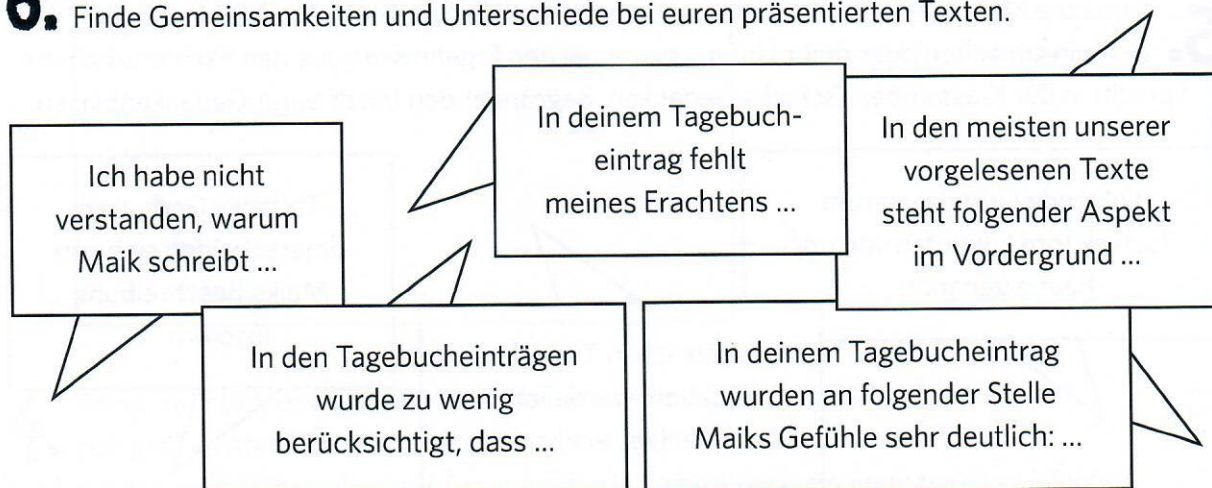 6. Finde Gemeinsamkeiten und Unterschiede bei euren präsentierten Texten.
Ich habe nicht
verstanden, warum
Maik schreibt ...
In deinem Tagebuch-
eintrag fehlt
meines Erachtens ...
In den meisten unserer
vorgelesenen Texte
steht folgender Aspekt
im Vordergrund ...
In den Tagebucheinträgen
wurde zu wenig
berücksichtigt, dass ...
In deinem Tagebucheintrag
wurden an folgender Stelle
Maiks Gefühle sehr deutlich: ...